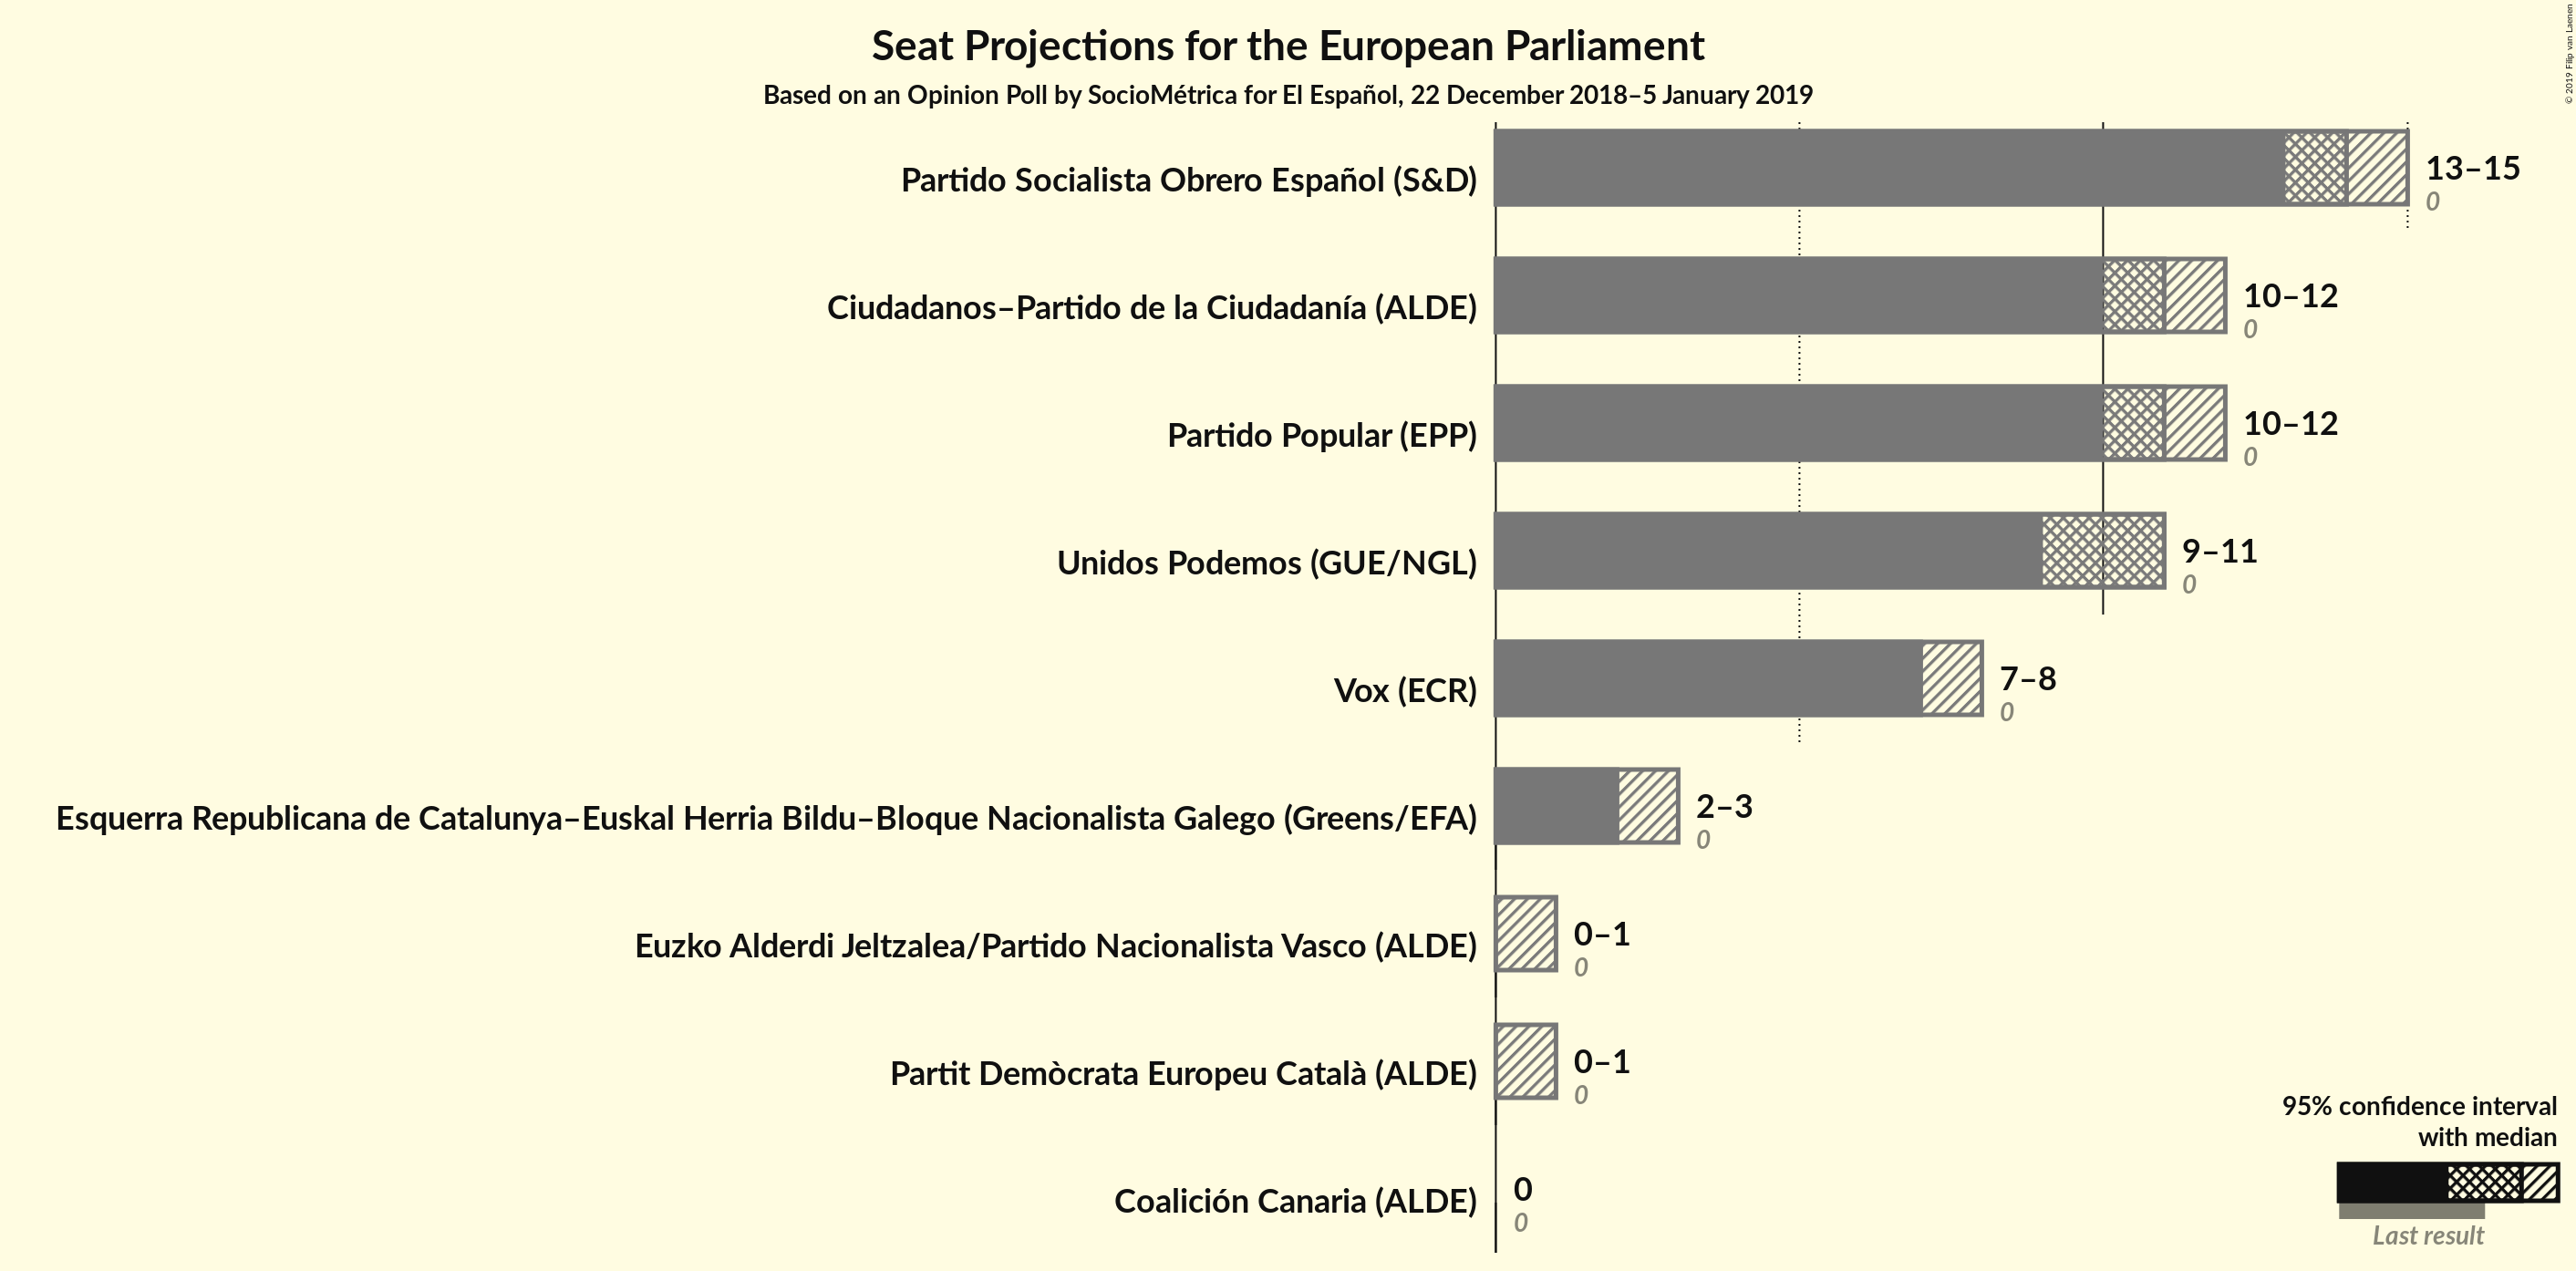 Seat Projections for the European Parliament
Based on an Opinion Poll by SocioMétrica for El Español, 22 December 2018–5 January 2019
© 2019 Filip van Laenen
Partido Socialista Obrero Español (S&D)
13–15
0
Ciudadanos–Partido de la Ciudadanía (ALDE)
10–12
0
Partido Popular (EPP)
10–12
0
Unidos Podemos (GUE/NGL)
9–11
0
Vox (ECR)
7–8
0
Esquerra Republicana de Catalunya–Euskal Herria Bildu–Bloque Nacionalista Galego (Greens/EFA)
2–3
0
Euzko Alderdi Jeltzalea/Partido Nacionalista Vasco (ALDE)
0–1
0
Partit Demòcrata Europeu Català (ALDE)
0–1
0
Coalición Canaria (ALDE)
0
0
95% confidence interval
with median
Last result